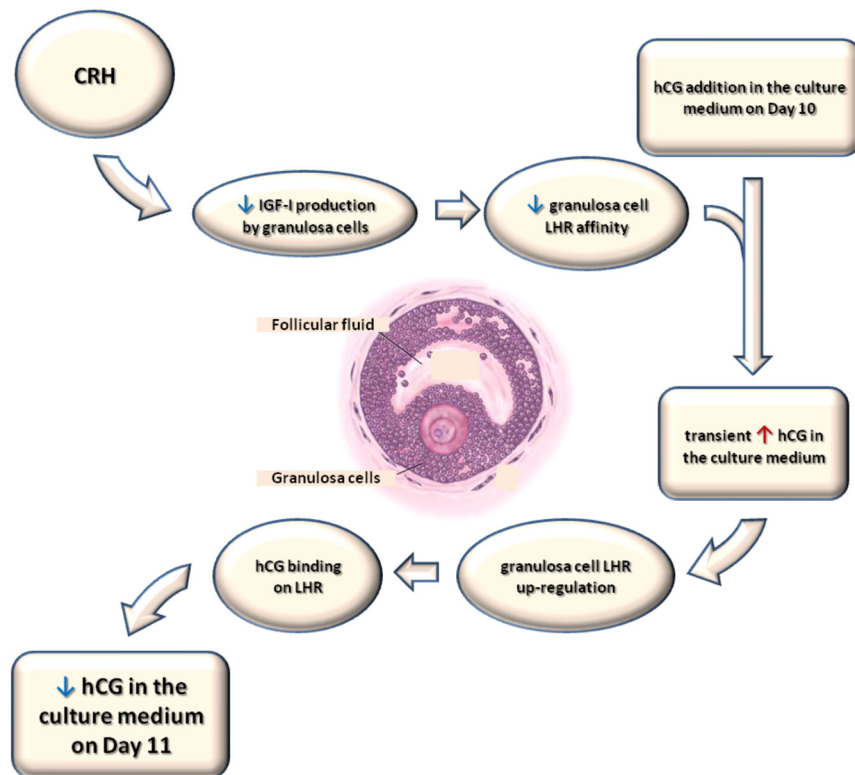 CRH
hCG addition in the culture
medium on Day 10
↓ IGF-I production
by granulosa cells
↓ granulosa cell
LHR affinity
Follicular fluid
Granulosa cells
transient ↑ hCG in
the culture medium
granulosa cell LHR
up-regulation
hCG binding
on LHR
↓ hCG in the
culture medium
on Day 11